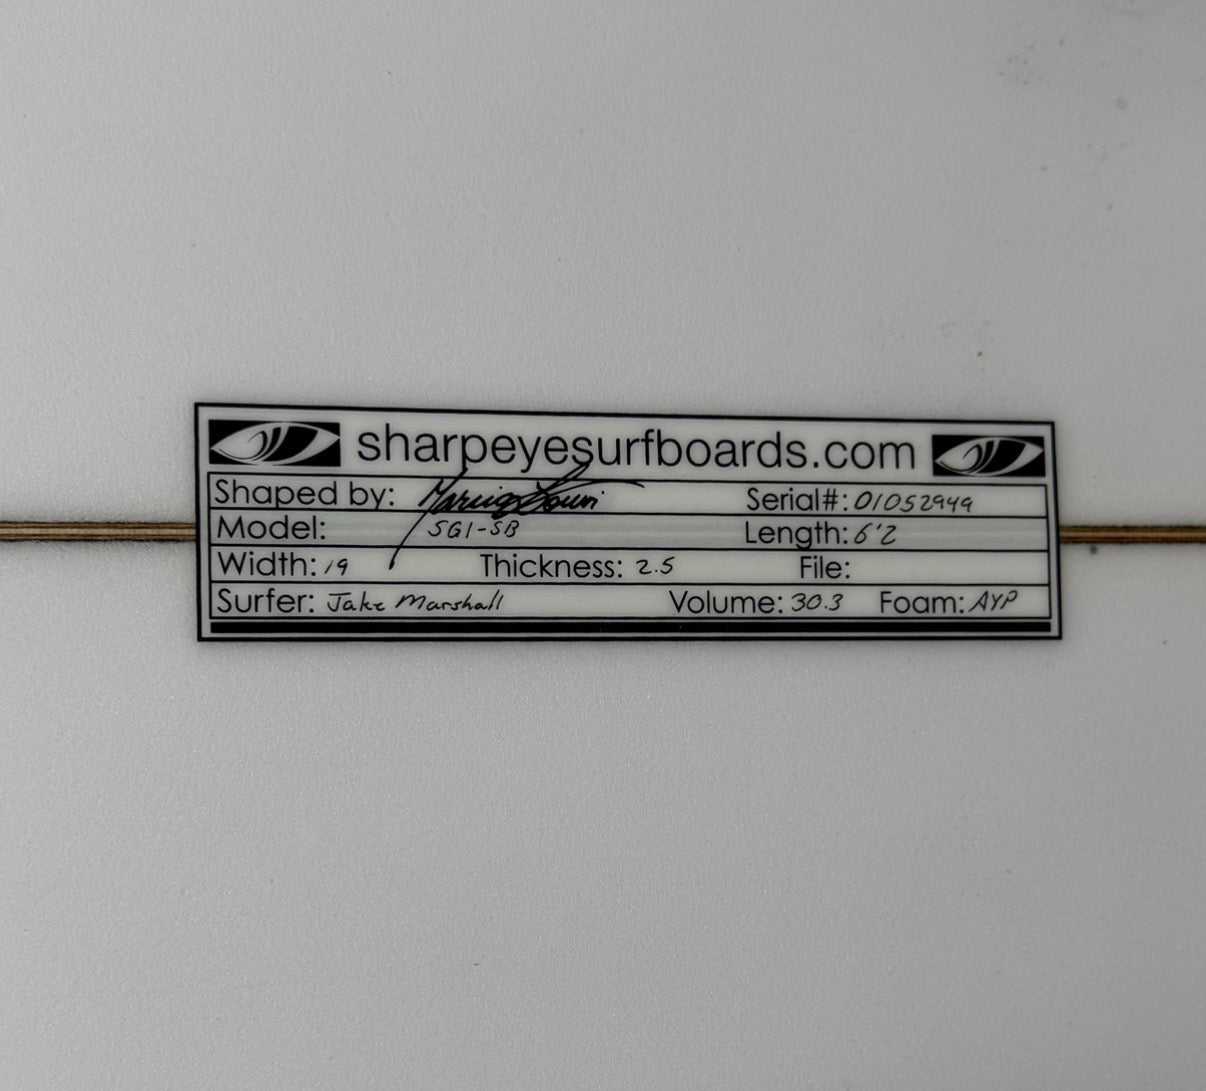 sharpeyesurfboards.com
Shaped by: Serial#: 01052949
Model: SG1-SB Length: 6'2
Width: 19 Thickness: 2.5 File:
Surfer: Jake Marshall Volume: 30.3 Foam: AYP